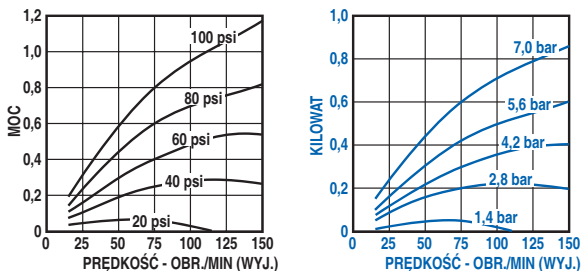 1,2
1,0
0,8
0,6
0,4
0,2
0
MOC
100 psi
80 psi
60 psi
40 psi
20 psi
0 25 50 75 100 125 150
PRĘDKOŚĆ - OBR./MIN (WYJ.)
1,0
0,8
0,6
0,4
0,2
0
KILOWAT
7,0 bar
5,6 bar
4,2 bar
2,8 bar
1,4 bar
0 25 50 75 100 125 150
PRĘDKOŚĆ - OBR./MIN (WYJ.)